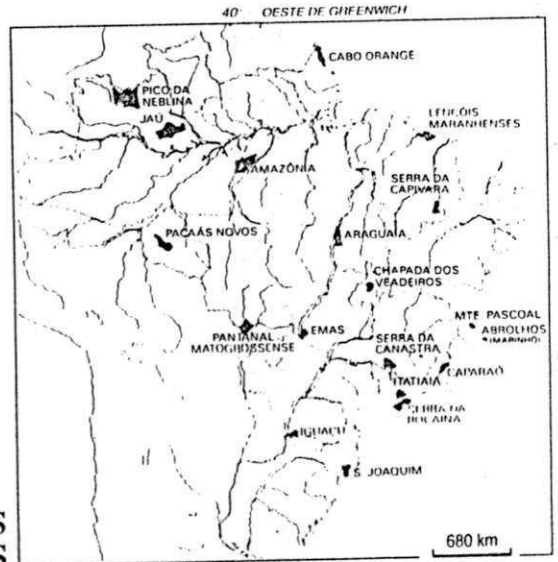 40° OESTE DE GREENWICH
CABO ORANGE
PICO DA
NEBLINA
JAÚ
LENÇÓIS
MARANHENSES
AMAZÔNIA
SERRA DA
CAPIVARA
PACAÁS NOVOS
ARAGUAIA
CHAPADA DOS
VEADEIROS
MTE PASCOAL
ABROLHOS
(MARINHO)
PANTANAL
MATOGROSSENSE
EMAS
SERRA DA
CANASTRA
CAPARAÓ
ITATIAIA
SERRA DA
BOCAINA
IGUAÇU
S. JOAQUIM
680 km